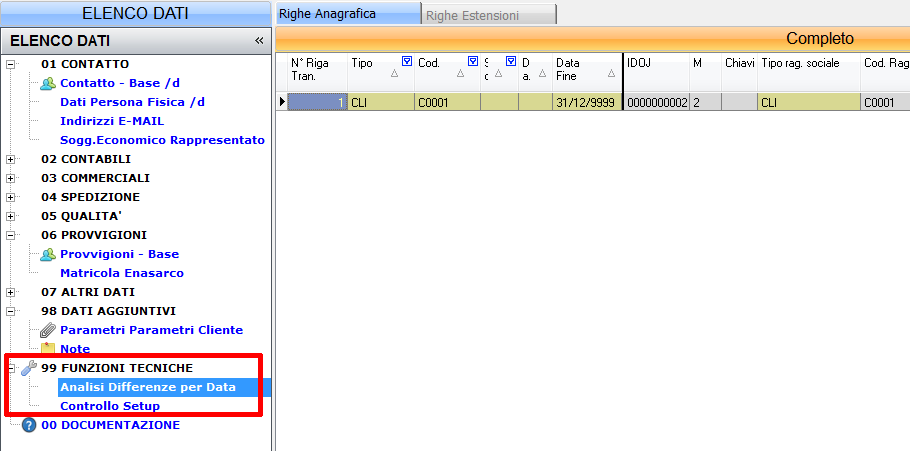 ELENCO DATI
ELENCO DATI «
01 CONTATTO
Contatto - Base /d
Dati Persona Fisica /d
Indirizzi E-MAIL
Sogg.Economico Rappresentato
02 CONTABILI
03 COMMERCIALI
04 SPEDIZIONE
05 QUALITA'
06 PROVVIGIONI
Provvigioni - Base
Matricola Enasarco
07 ALTRI DATI
98 DATI AGGIUNTIVI
Parametri Parametri Cliente
Note
99 FUNZIONI TECNICHE
Analisi Differenze per Data
Controllo Setup
00 DOCUMENTAZIONE
Righe Anagrafica Righe Estensioni
Completo
N° Riga Tipo Cod. S D Data IDOJ M Chiavi Tipo rag. sociale Cod. Rag
Tran. c a. Fine
1 CLI C0001 31/12/9999 0000000002 2 CLI C0001